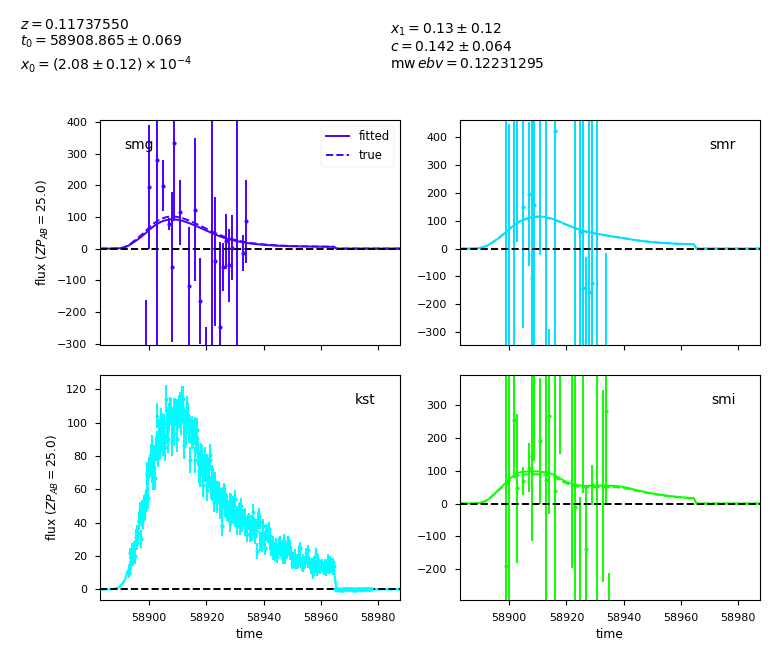 z = 0.11737550
t0 = 58908.865 ± 0.069
x0 = (2.08 ± 0.12) × 10^−4
x1 = 0.13 ± 0.12
c = 0.142 ± 0.064
mw ebv = 0.12231295
400
300
200
100
0
−100
−200
−300
flux (ZP_AB = 25.0)
smg
fitted
true
400
300
200
100
0
−100
−200
−300
smr
120
100
80
60
40
20
0
flux (ZP_AB = 25.0)
kst
58900
58920
58940
58960
58980
time
300
200
100
0
−100
−200
smi
58900
58920
58940
58960
58980
time